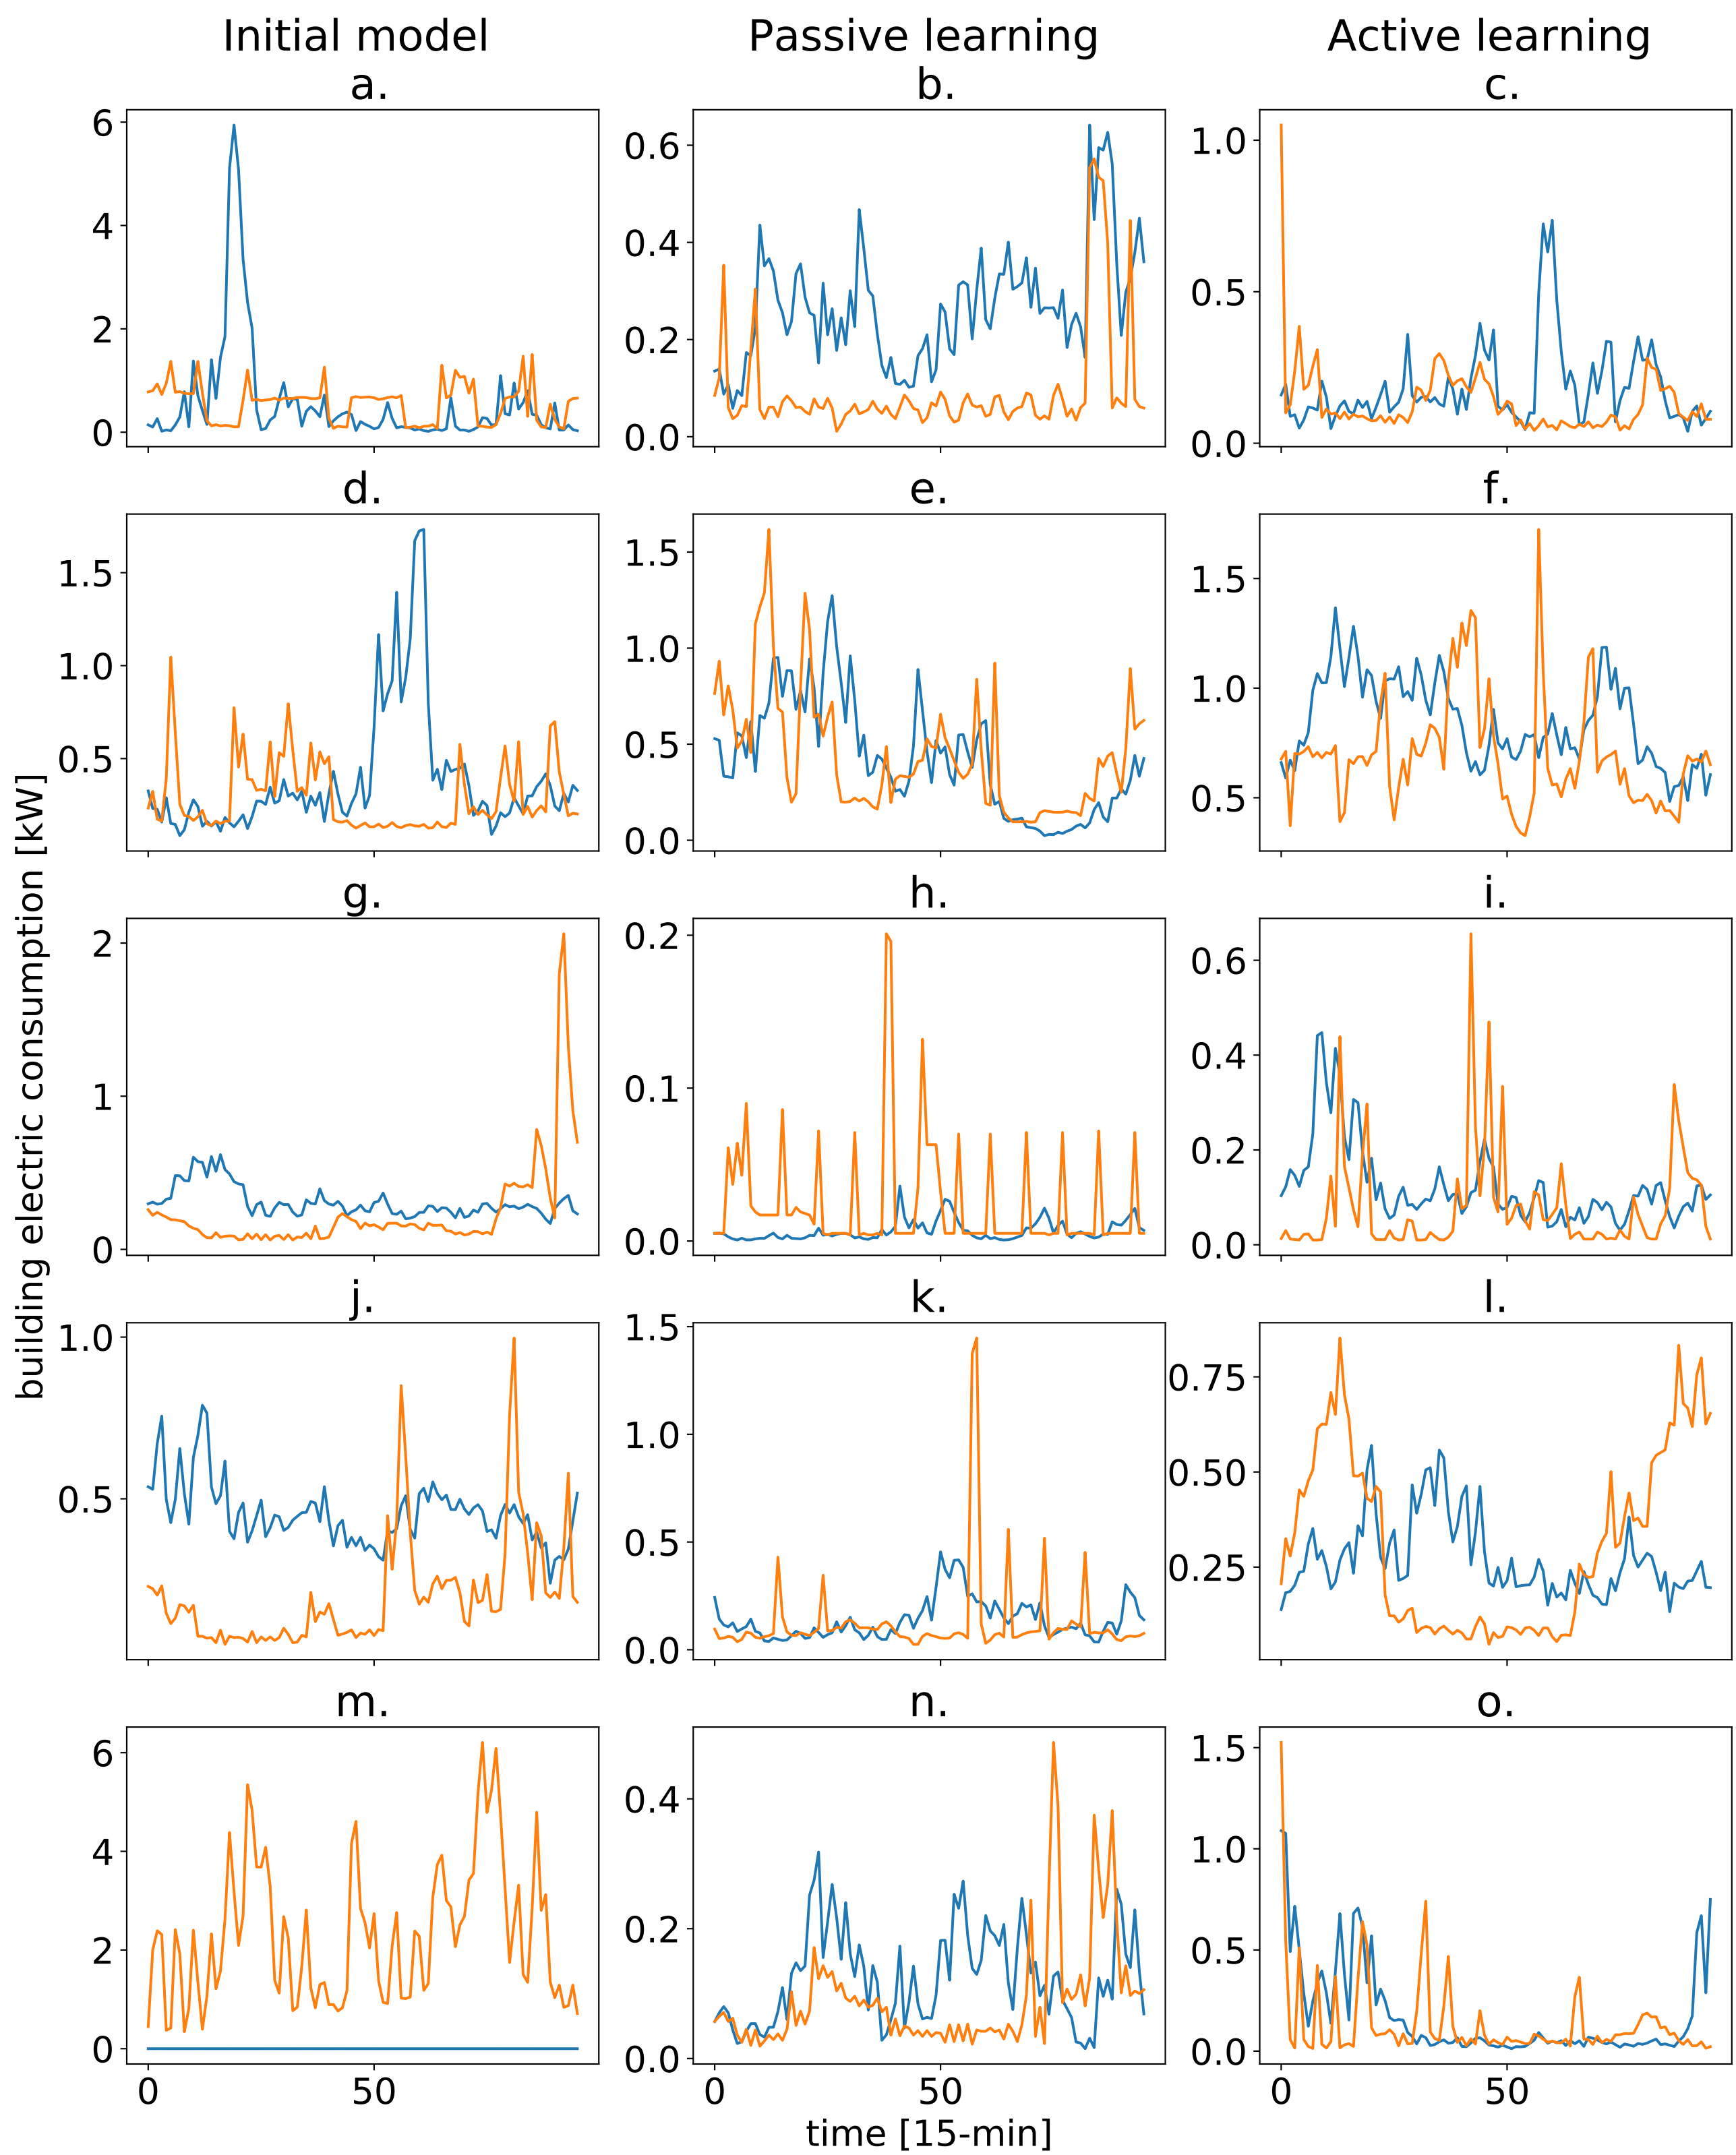 Initial model
Passive learning
Active learning
a.
b.
c.
6
4
2
0
0.6
0.4
0.2
0.0
1.0
0.5
0.0
d.
e.
f.
1.5
1.0
0.5
1.5
1.0
0.5
0.0
1.5
1.0
0.5
g.
h.
i.
2
1
0
0.2
0.1
0.0
0.6
0.4
0.2
0.0
building electric consumption [kW]
j.
k.
l.
1.0
0.5
1.5
1.0
0.5
0.0
0.75
0.50
0.25
m.
n.
o.
6
4
2
0
0.4
0.2
0.0
1.5
1.0
0.5
0.0
0 50
0 50
0 50
time [15-min]